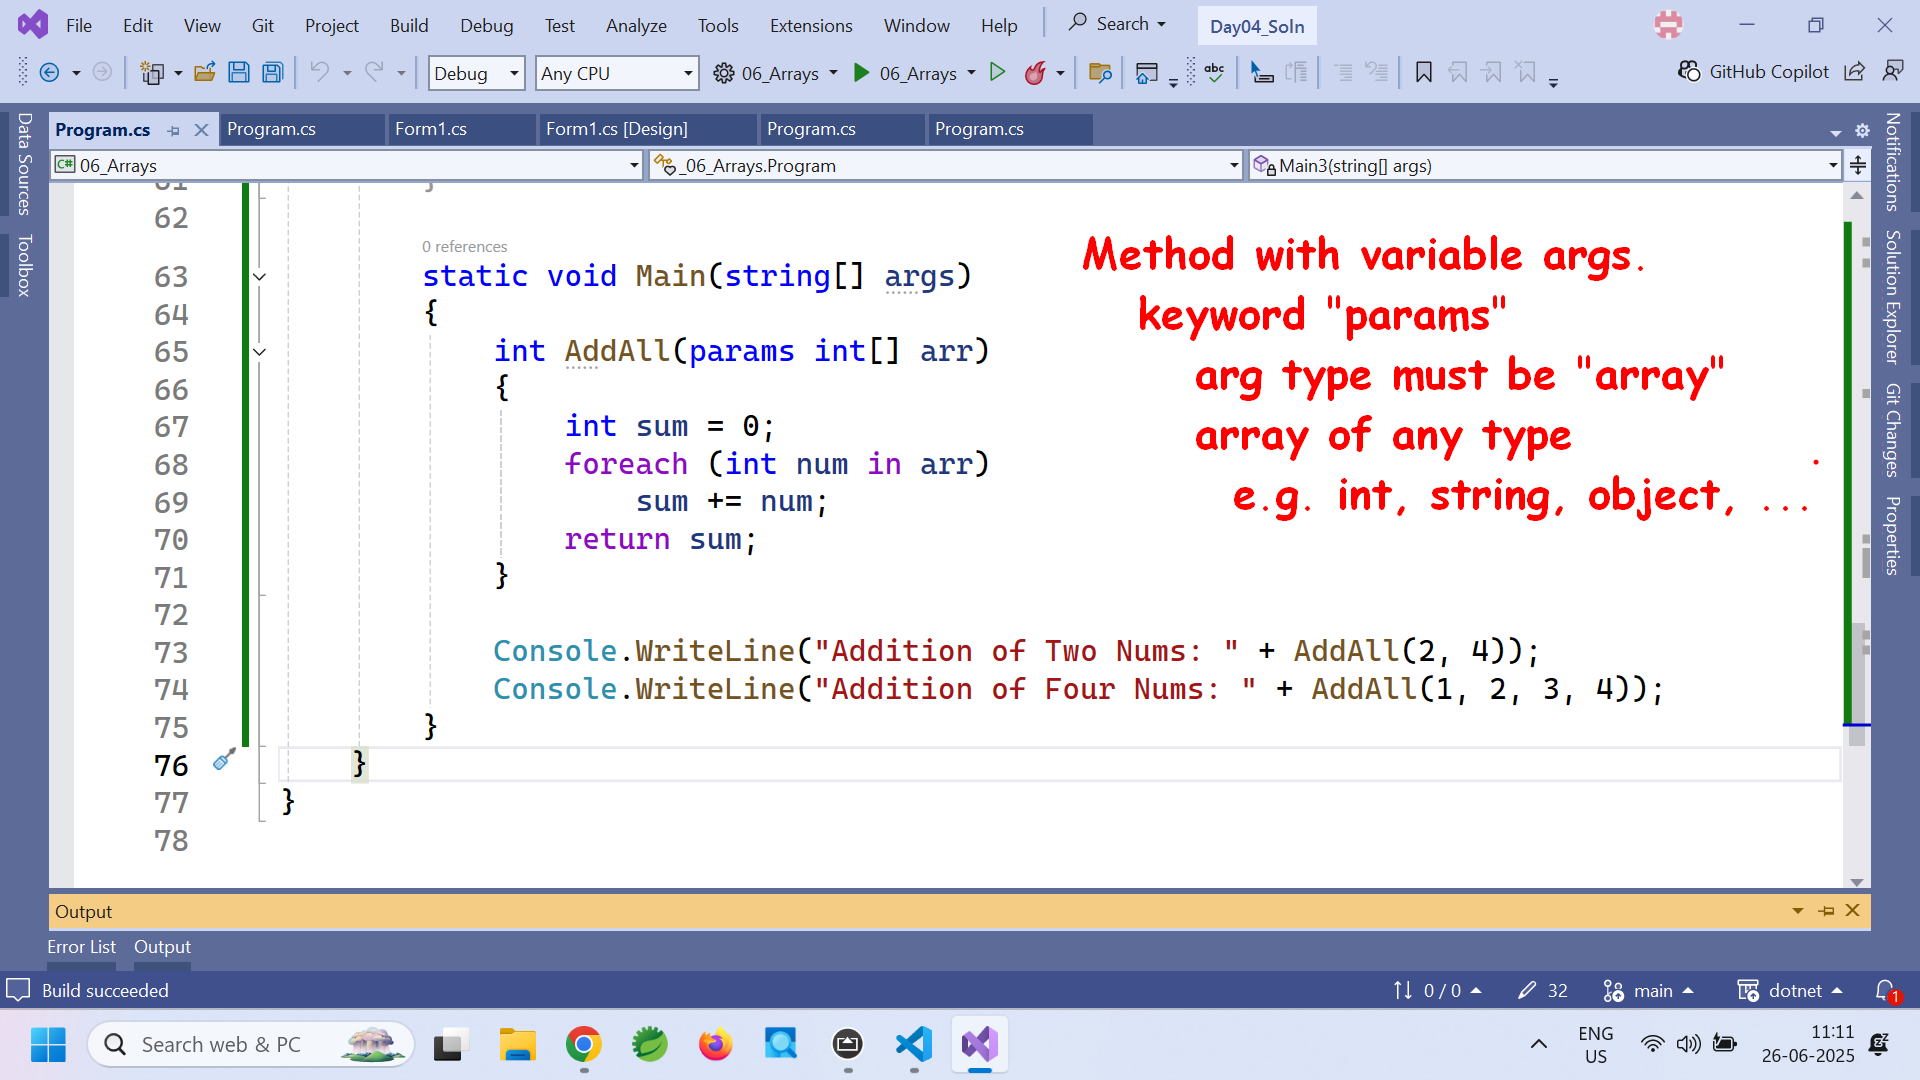 File Edit View Git Project Build Debug Test Analyze Tools Extensions Window Help Search Day04_Soln
Debug Any CPU 06_Arrays 06_Arrays GitHub Copilot
Program.cs Program.cs Form1.cs Form1.cs [Design] Program.cs Program.cs
06_Arrays _06_Arrays.Program Main3(string[] args)
Data Sources
Toolbox
61 }
62
0 references
63 static void Main(string[] args)
64 {
65 int AddAll(params int[] arr)
66 {
67 int sum = 0;
68 foreach (int num in arr)
69 sum += num;
70 return sum;
71 }
72
73 Console.WriteLine("Addition of Two Nums: " + AddAll(2, 4));
74 Console.WriteLine("Addition of Four Nums: " + AddAll(1, 2, 3, 4));
75 }
76 }
77 }
78
Method with variable args.
keyword "params"
arg type must be "array"
array of any type
e.g. int, string, object, ...
Notifications
Solution Explorer
Git Changes
Properties
Output
Error List Output
Build succeeded 0 / 0 32 main dotnet 1
Search web & PC
ENG
US
11:11
26-06-2025